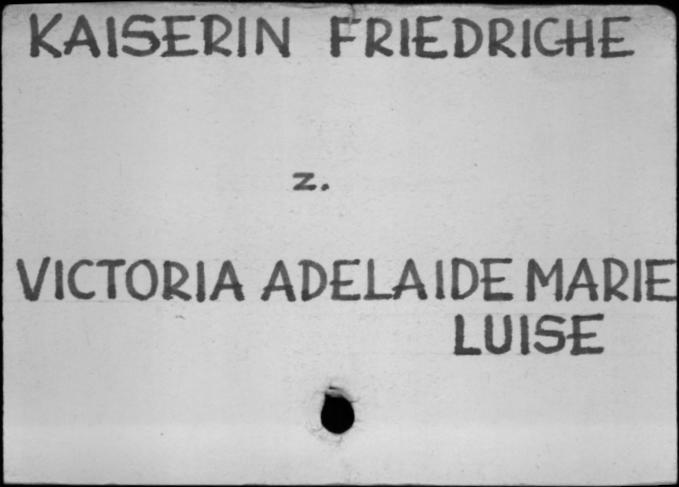 KAISERIN FRIEDRICHE
z.
VICTORIA ADELAIDE MARIE
LUISE